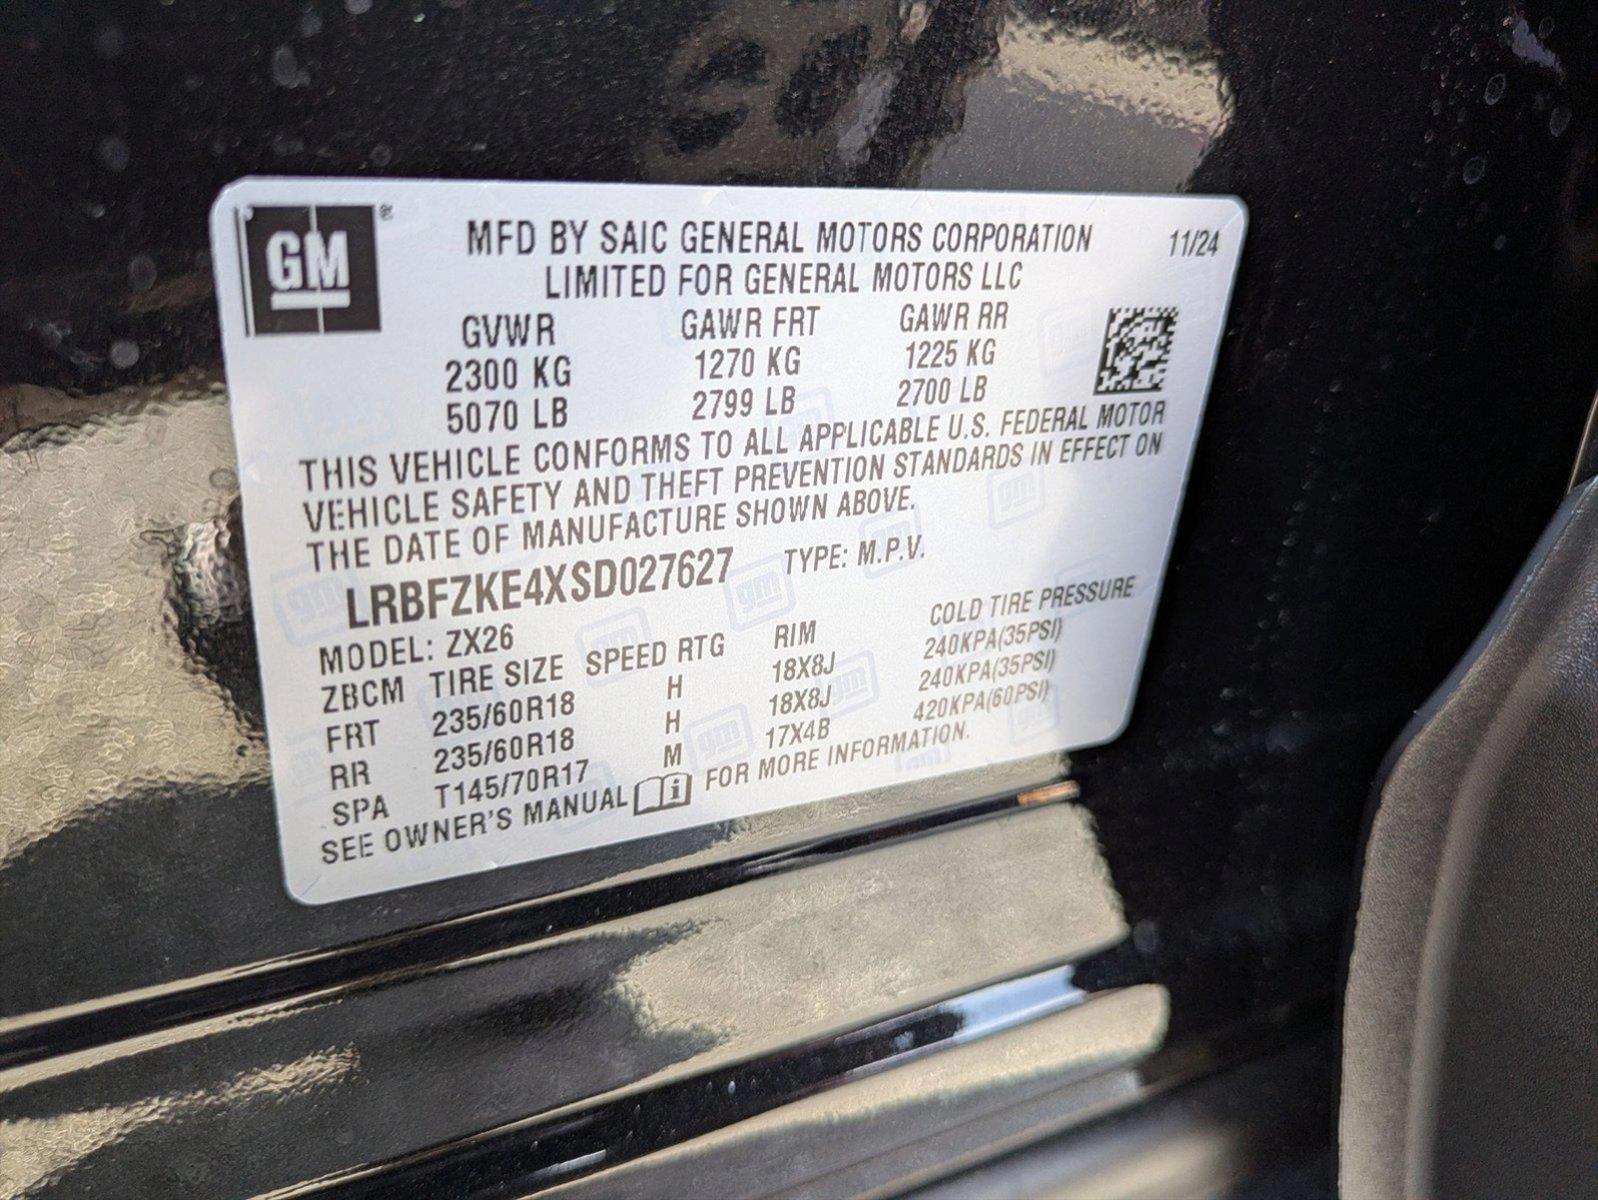 GM ®
MFD BY SAIC GENERAL MOTORS CORPORATION 11/24
LIMITED FOR GENERAL MOTORS LLC
GVWR GAWR FRT GAWR RR
2300 KG 1270 KG 1225 KG
5070 LB 2799 LB 2700 LB
THIS VEHICLE CONFORMS TO ALL APPLICABLE U.S. FEDERAL MOTOR
VEHICLE SAFETY AND THEFT PREVENTION STANDARDS IN EFFECT ON
THE DATE OF MANUFACTURE SHOWN ABOVE.
LRBFZKE4XSD027627 TYPE: M.P.V.
MODEL: ZX26
ZBCM TIRE SIZE SPEED RTG RIM COLD TIRE PRESSURE
FRT 235/60R18 H 18X8J 240KPA(35PSI)
RR 235/60R18 H 18X8J 240KPA(35PSI)
SPA T145/70R17 M 17X4B 420KPA(60PSI)
SEE OWNER'S MANUAL i FOR MORE INFORMATION.